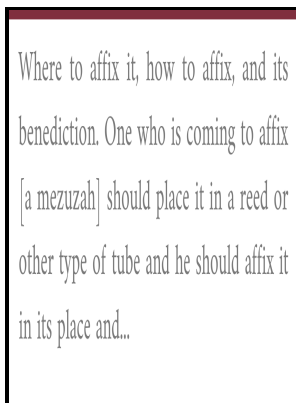 Where to affix it, how to affix, and its
benediction. One who is coming to affix
[a mezuzah] should place it in a reed or
other type of tube and he should affix it
in its place and...